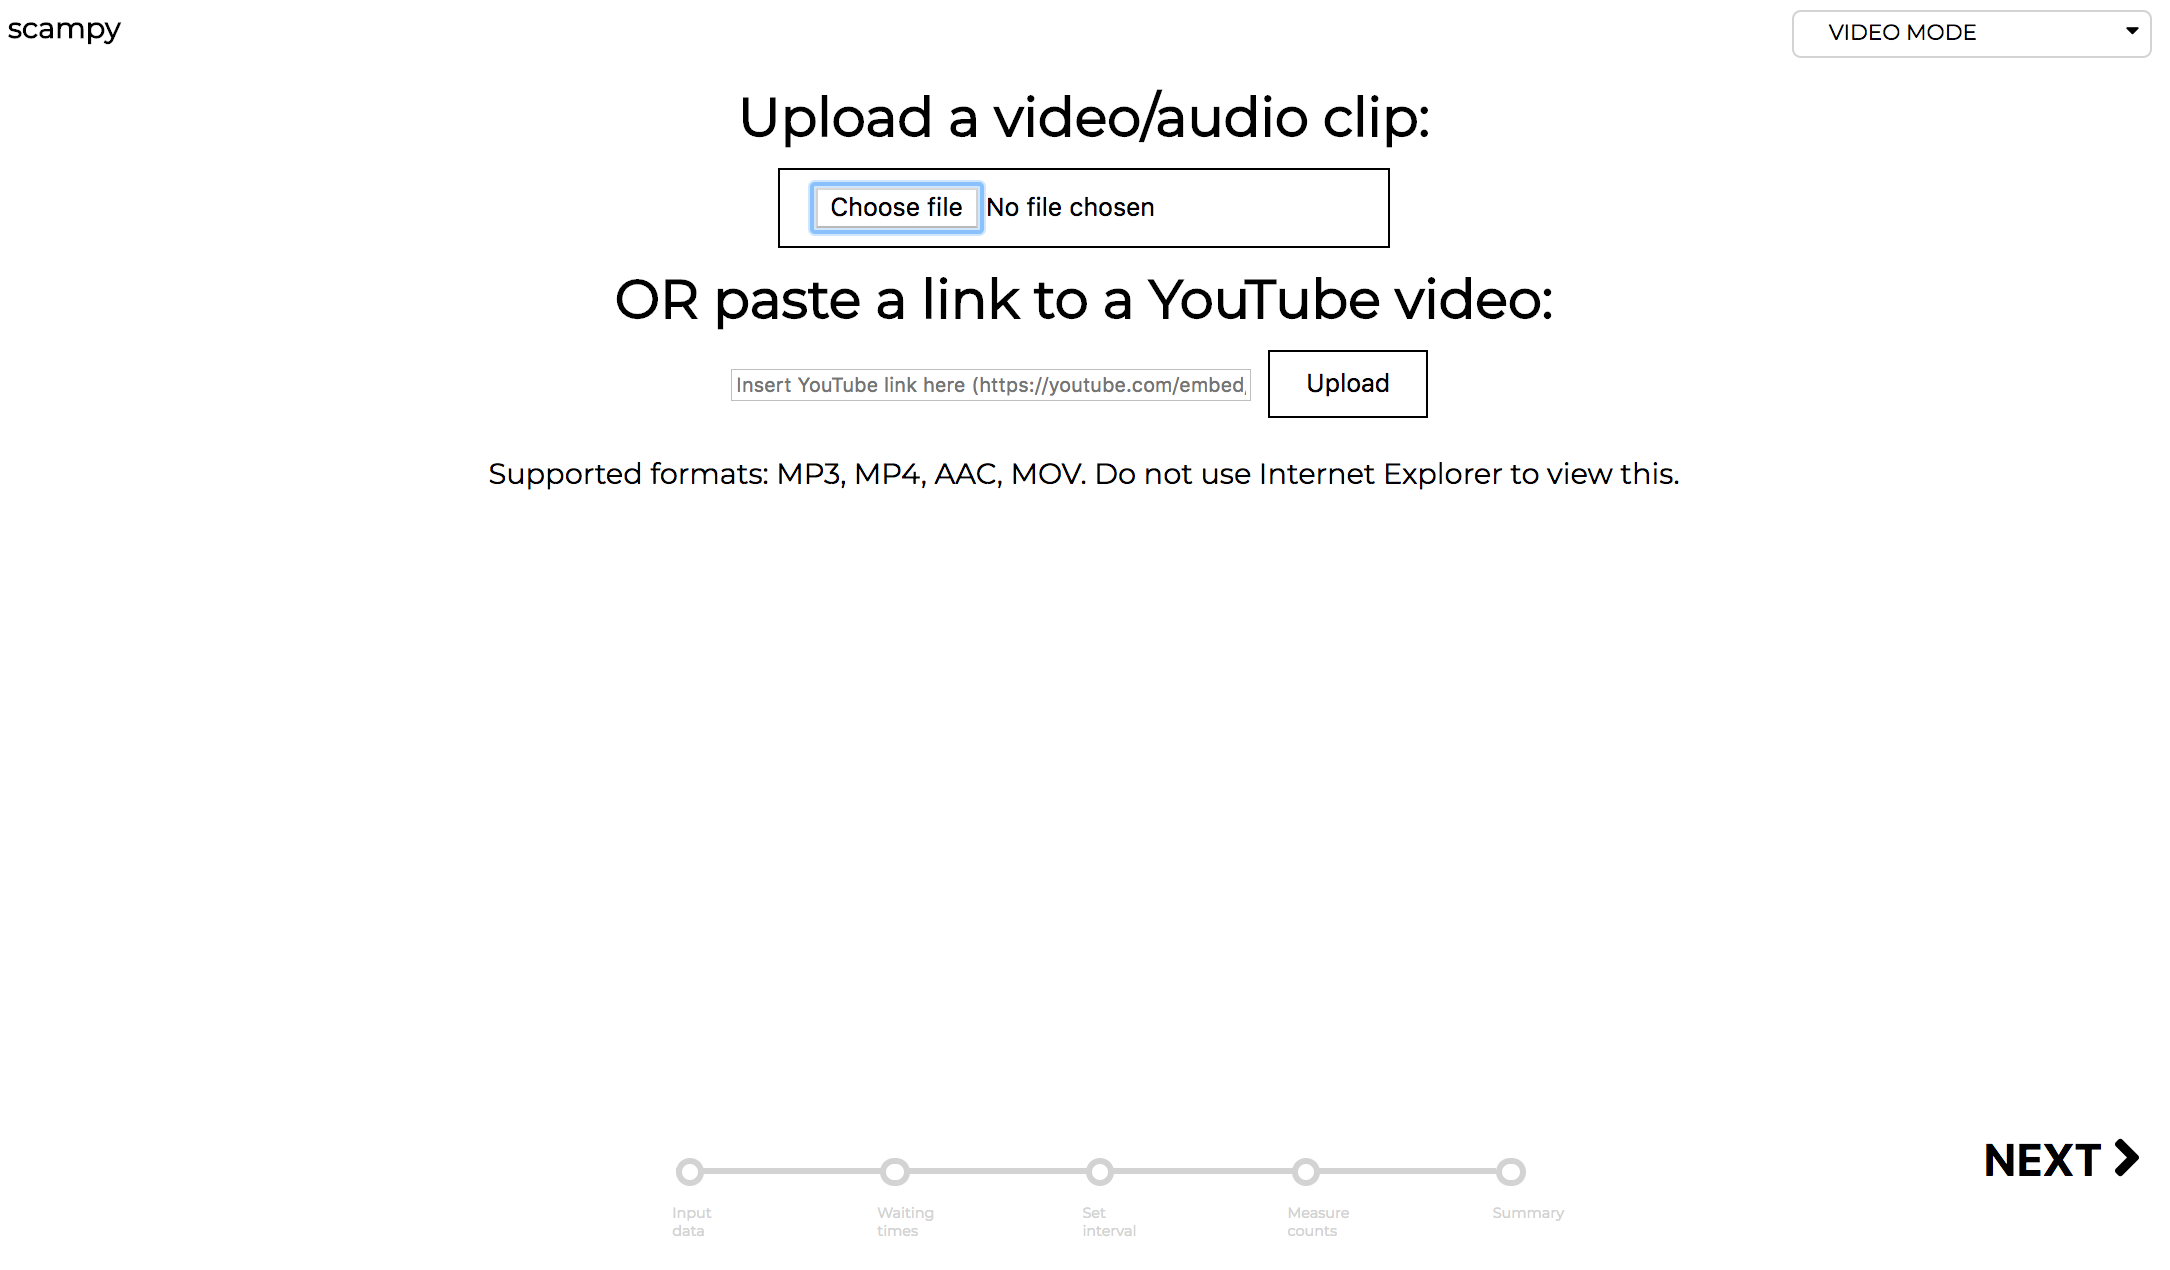 scampy
VIDEO MODE
Upload a video/audio clip:
Choose file No file chosen
OR paste a link to a YouTube video:
Insert YouTube link here (https://youtube.com/embed,
Upload
Supported formats: MP3, MP4, AAC, MOV. Do not use Internet Explorer to view this.
NEXT
Input
data
Waiting
times
Set
interval
Measure
counts
Summary